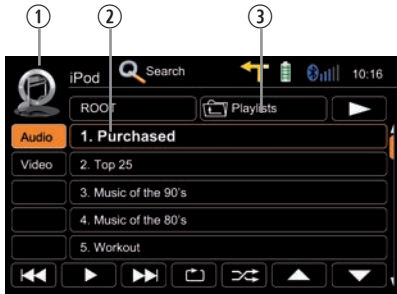 1 2 3
iPod Search 10:16
ROOT Playlists
Audio 1. Purchased
Video 2. Top 25
3. Music of the 90's
4. Music of the 80's
5. Workout